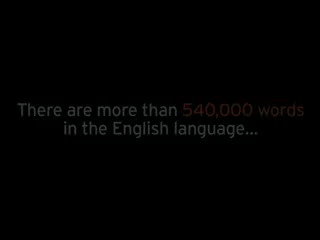 There are more than 540,000 words
in the English language...